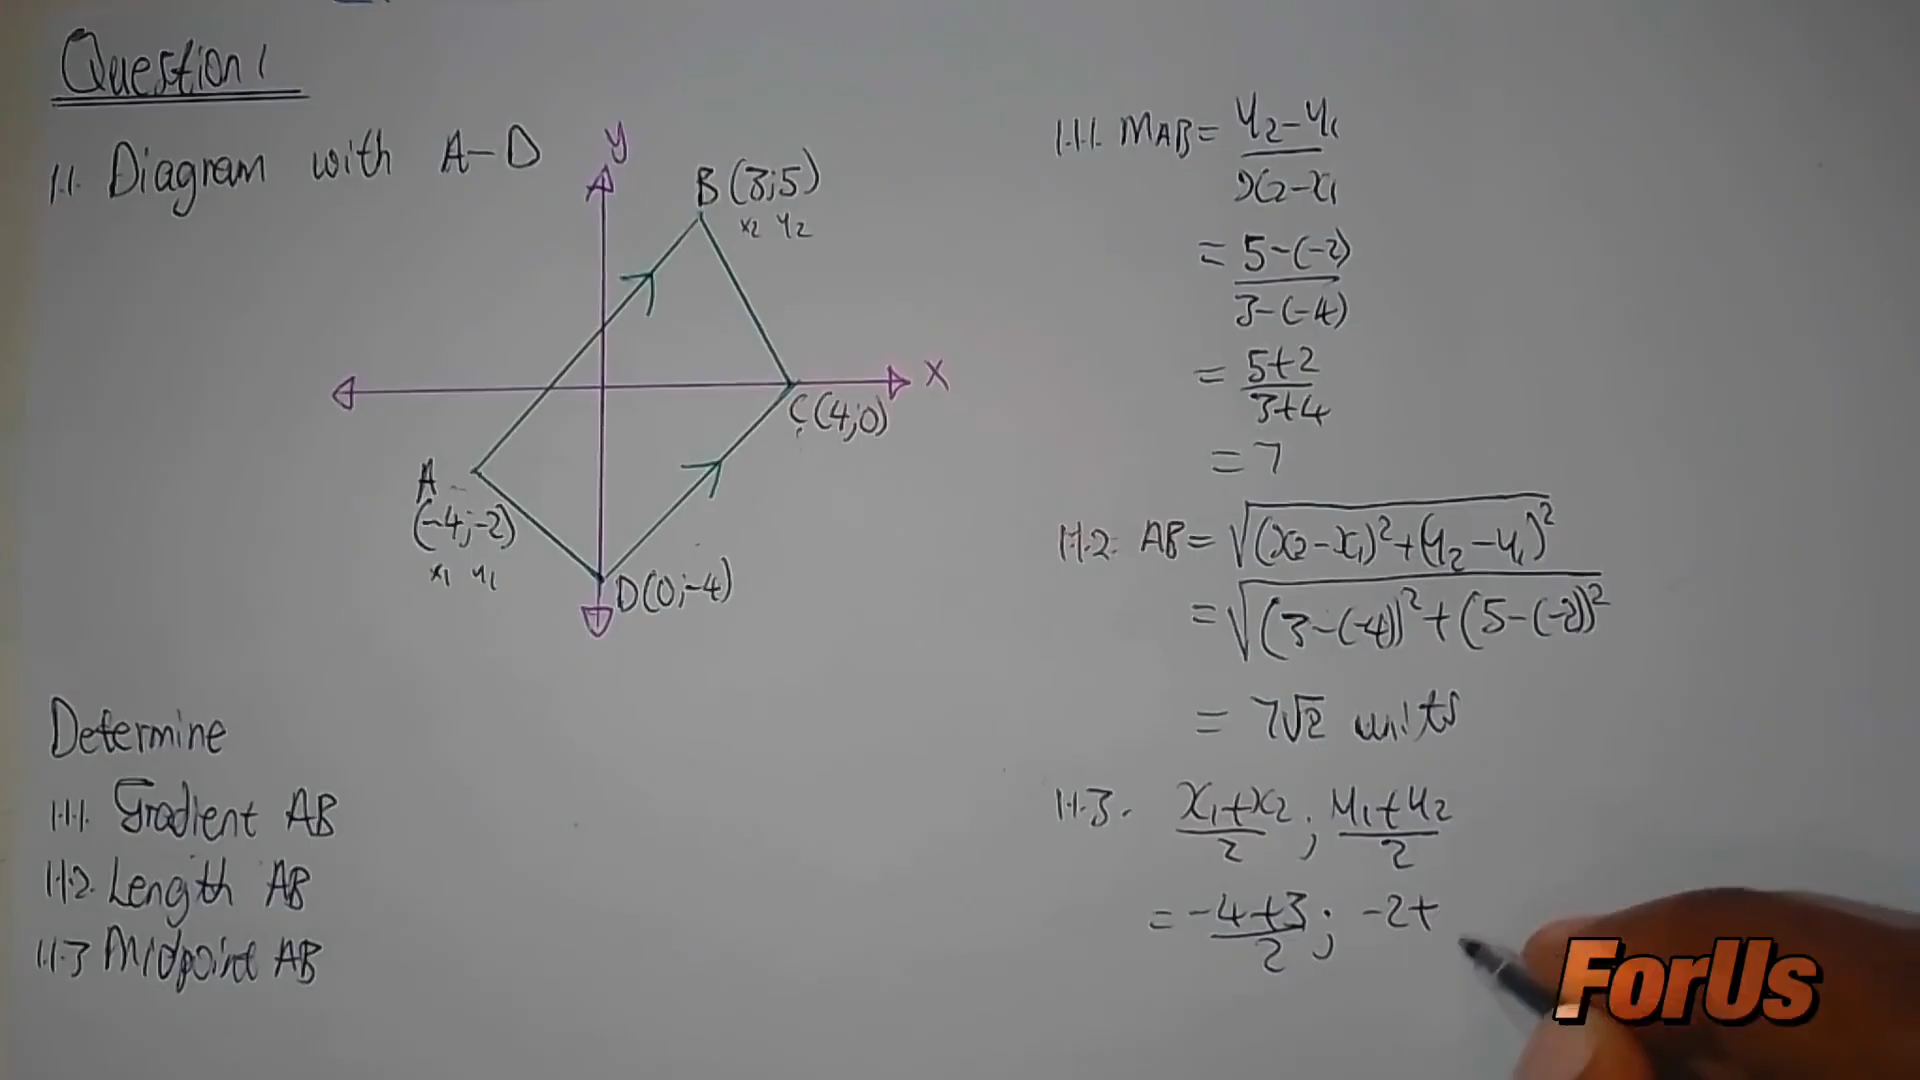 Question 1
1.1. Diagram with A-D
y
B(3;5)
x2 y2
x
C(4;0)
A
(-4;-2)
x1 y1
D(0;-4)
Determine
1.1.1. Gradient AB
1.1.2. Length AB
1.1.3 Midpoint AB
1.1.1. MAB = y2-y1
x2-x1
= 5-(-2)
3-(-4)
= 5+2
3+4
= 7
1.1.2. AB = √(x2-x1)²+(y2-y1)²
= √(3-(-4))²+(5-(-2))²
= 7√2 units
1.1.3. x1+x2 ; y1+y2
2 2
= -4+3 ; -2+
2
ForUs